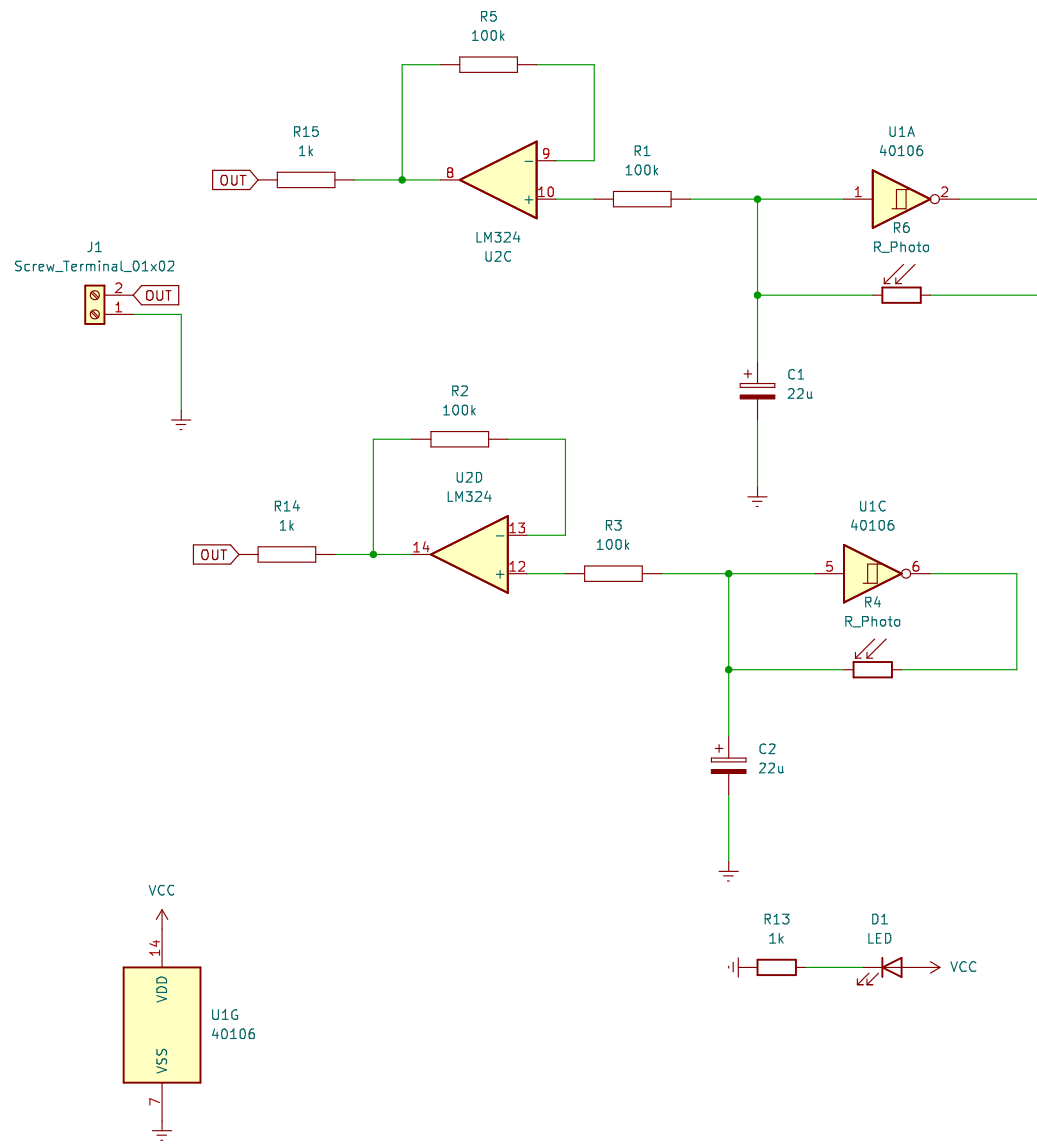 R5
100k
R15
1k
OUT
8
−
9
+
10
LM324
U2C
R1
100k
U1A
40106
1
2
R6
R_Photo
J1
Screw_Terminal_01x02
2
OUT
1
+
C1
22u
R2
100k
U2D
LM324
R14
1k
OUT
14
−
13
+
12
R3
100k
U1C
40106
5
6
R4
R_Photo
+
C2
22u
VCC
14
VDD
U1G
40106
VSS
7
R13
1k
D1
LED
VCC